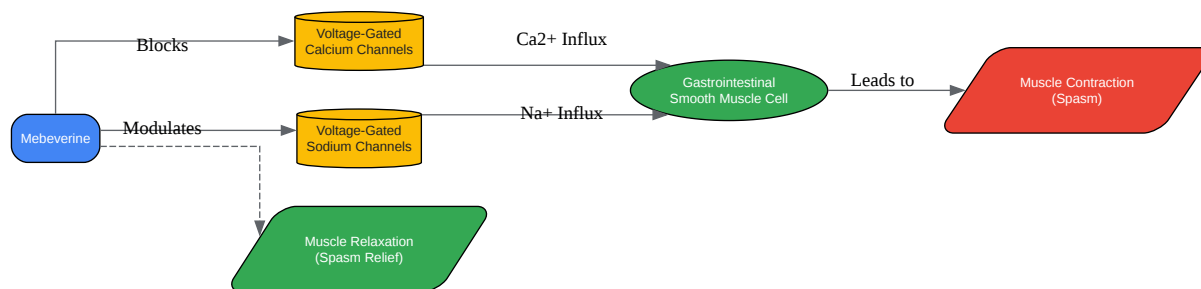 Blocks
Voltage-Gated
Calcium Channels
Ca2+ Influx
Gastrointestinal
Smooth Muscle Cell
Leads to
Muscle Contraction
(Spasm)
Mebeverine
Modulates
Voltage-Gated
Sodium Channels
Na+ Influx
Muscle Relaxation
(Spasm Relief)